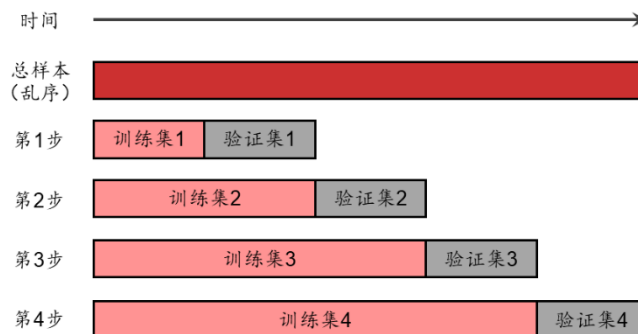 时间
总样本
（乱序）
第1步
训练集1
验证集1
第2步
训练集2
验证集2
第3步
训练集3
验证集3
第4步
训练集4
验证集4